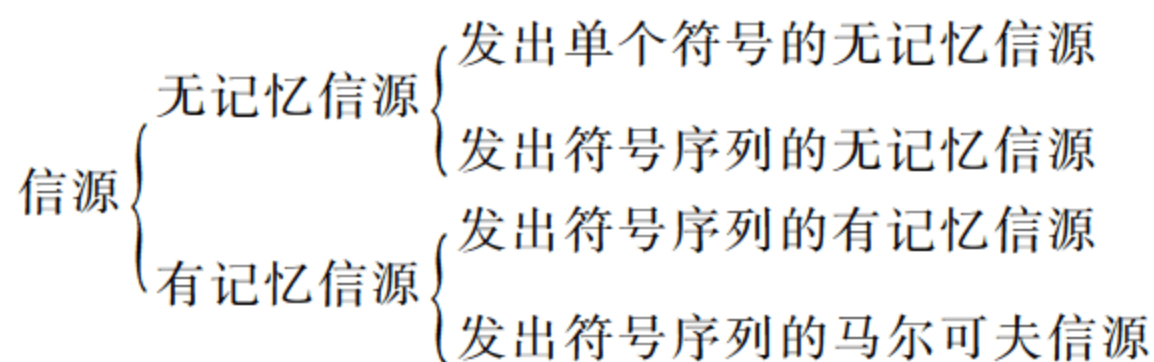 发出单个符号的无记忆信源
无记忆信源
发出符号序列的无记忆信源
信源
发出符号序列的有记忆信源
有记忆信源
发出符号序列的马尔可夫信源